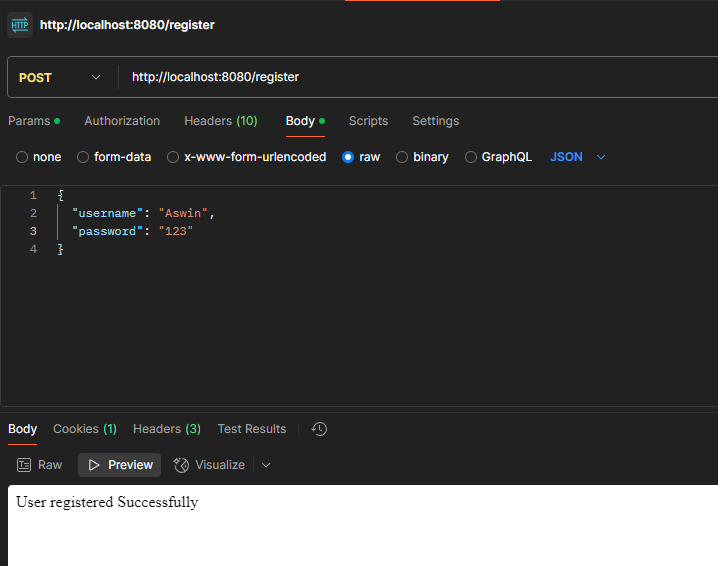 HTTP http://localhost:8080/register
POST http://localhost:8080/register
Params Authorization Headers (10) Body Scripts Settings
none form-data x-www-form-urlencoded raw binary GraphQL JSON
1 {
2 "username": "Aswin",
3 "password": "123"
4 }
Body Cookies (1) Headers (3) Test Results
Raw Preview Visualize
User registered Successfully